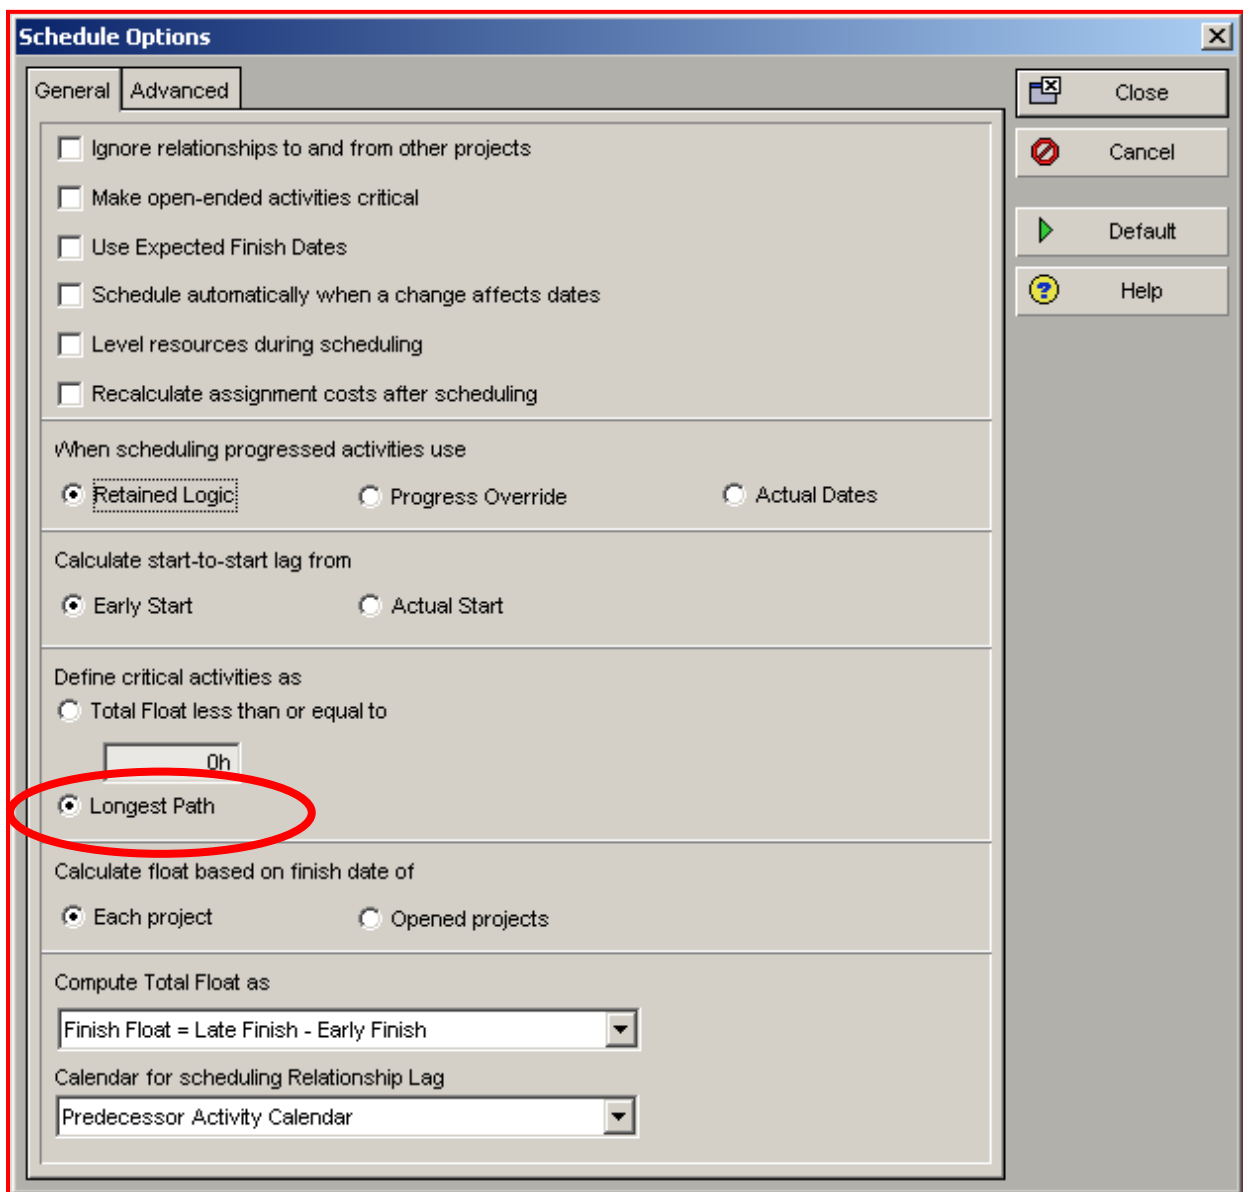 Schedule Options
General
Advanced
Close
Cancel
Default
Help
Ignore relationships to and from other projects
Make open-ended activities critical
Use Expected Finish Dates
Schedule automatically when a change affects dates
Level resources during scheduling
Recalculate assignment costs after scheduling
When scheduling progressed activities use
Retained Logic
Progress Override
Actual Dates
Calculate start-to-start lag from
Early Start
Actual Start
Define critical activities as
Total Float less than or equal to
0h
Longest Path
Calculate float based on finish date of
Each project
Opened projects
Compute Total Float as
Finish Float = Late Finish - Early Finish
Calendar for scheduling Relationship Lag
Predecessor Activity Calendar